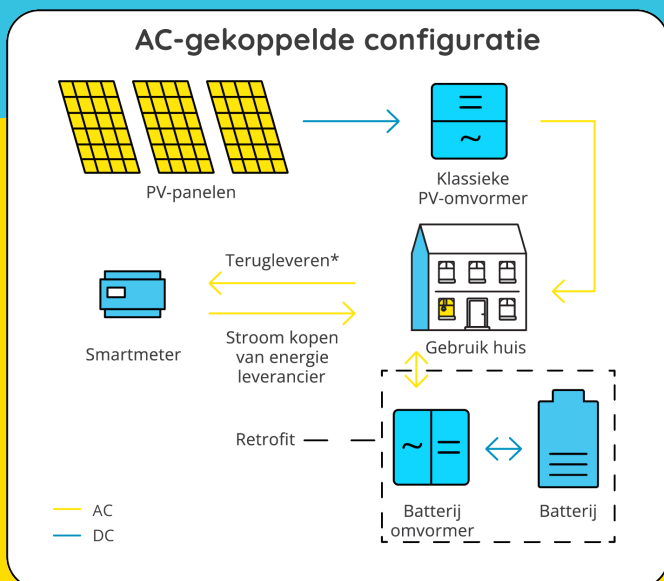 AC-gekoppelde configuratie
PV-panelen
Klassieke
PV-omvormer
Terugleveren*
Smartmeter
Stroom kopen
van energie
leverancier
Gebruik huis
Retrofit
Batterij
omvormer
Batterij
AC
DC